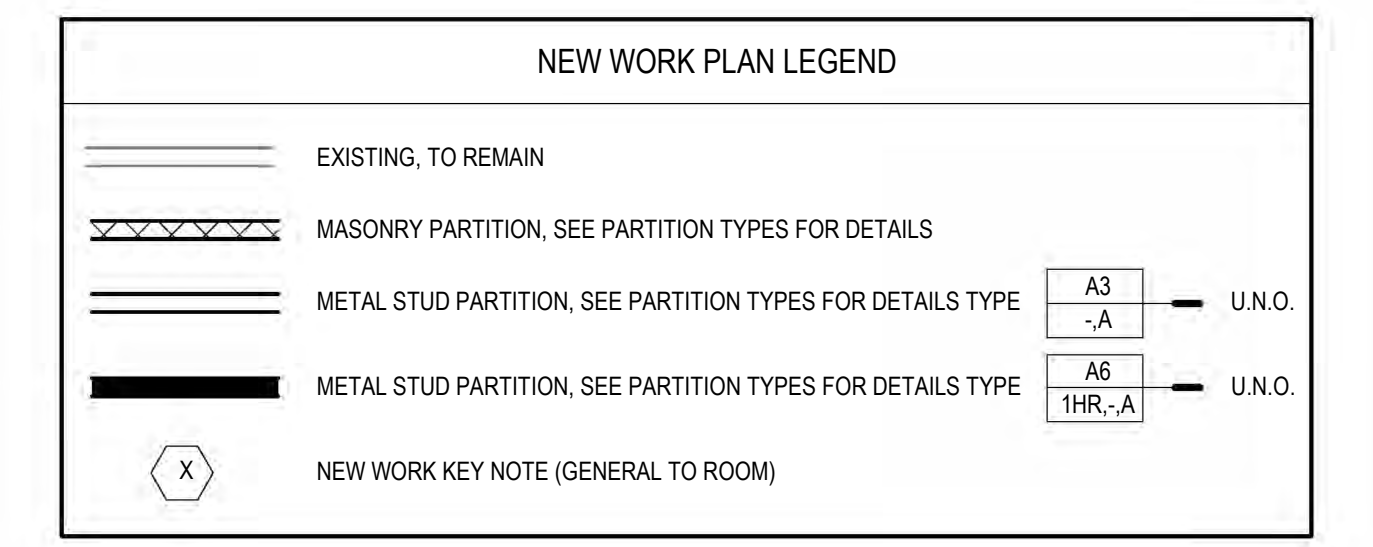 NEW WORK PLAN LEGEND
EXISTING, TO REMAIN
MASONRY PARTITION, SEE PARTITION TYPES FOR DETAILS
METAL STUD PARTITION, SEE PARTITION TYPES FOR DETAILS TYPE
A3
-,A
U.N.O.
METAL STUD PARTITION, SEE PARTITION TYPES FOR DETAILS TYPE
A6
1HR,-,A
U.N.O.
X
NEW WORK KEY NOTE (GENERAL TO ROOM)